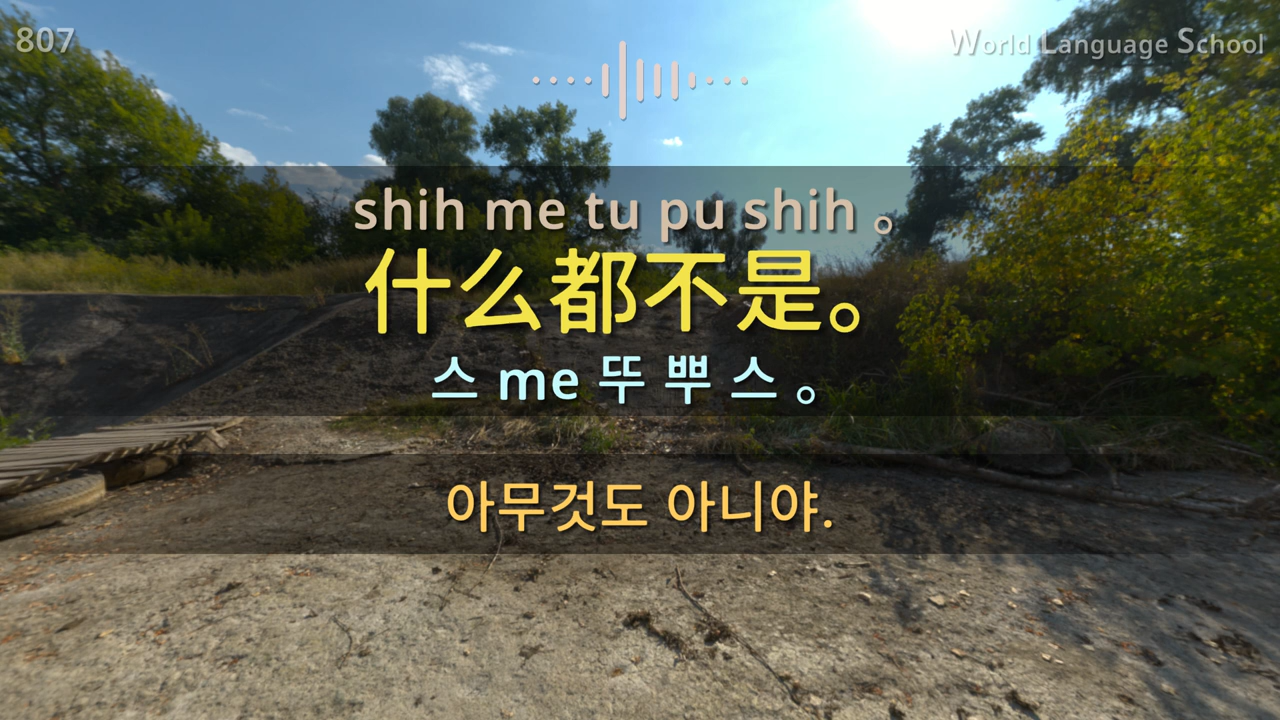 807
World Language School
shih me tu pu shih 。
什么都不是。
스 me 뚜 뿌 스 。
아무것도 아니야.